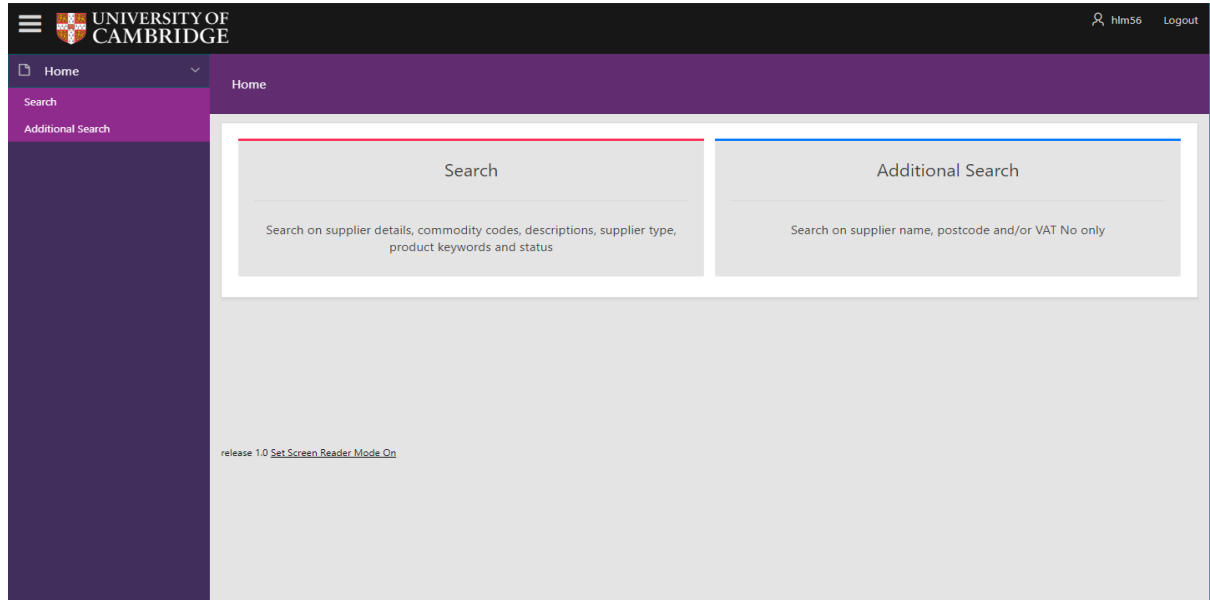 UNIVERSITY OF
CAMBRIDGE
hlm56 Logout
Home
Search
Additional Search
Home
Search
Search on supplier details, commodity codes, descriptions, supplier type,
product keywords and status
Additional Search
Search on supplier name, postcode and/or VAT No only
release 1.0 Set Screen Reader Mode On